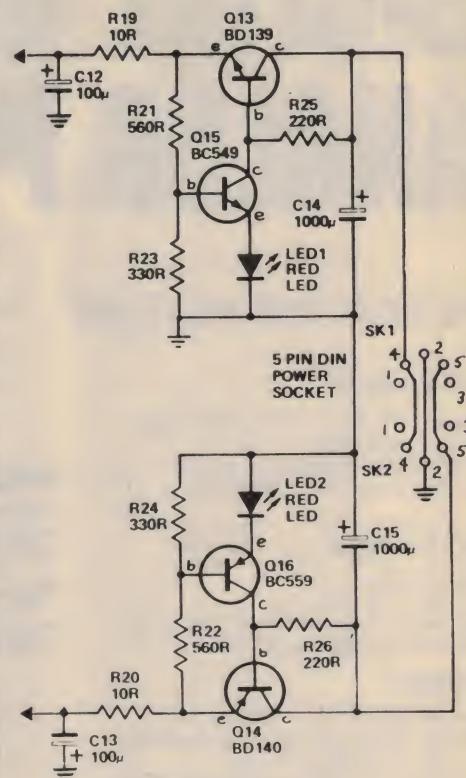 Q13
BD139
R19
10R
e
c
b
+
C12
100μ
R21
560R
R25
220R
Q15
BC549
c
b
e
C14
1000μ
+
R23
330R
LED1
RED
LED
SK1
5 PIN DIN
POWER
SOCKET
4
2
5
1
3
1
3
4
2
5
SK2
R24
330R
LED2
RED
LED
e
b
Q16
BC559
c
+
C15
1000μ
R22
560R
b
R26
220R
R20
10R
e
c
Q14
BD140
C13
100μ
+